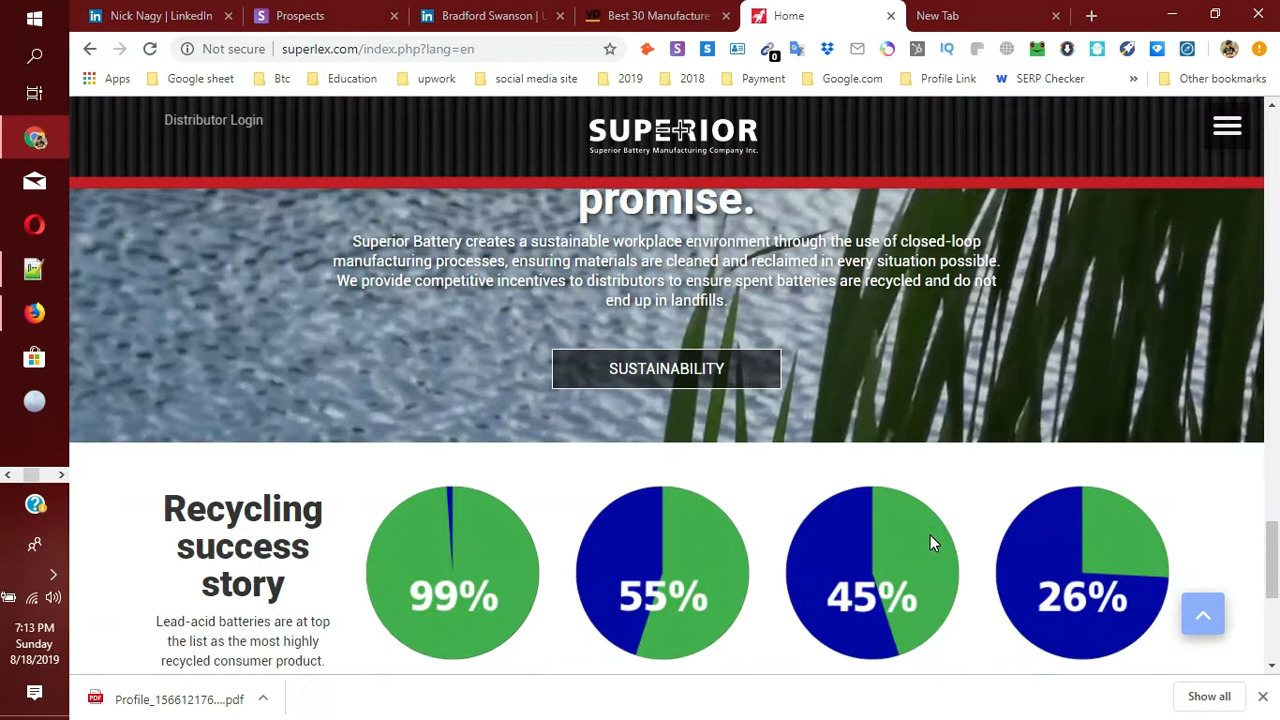 Nick Nagy | LinkedIn
Prospects
Bradford Swanson | L
Best 30 Manufacture
Home
New Tab
Not secure
superlex.com/index.php?lang=en
0
IQ
Apps
Google sheet
Btc
Education
upwork
social media site
2019
2018
Payment
Google.com
Profile Link
SERP Checker
Other bookmarks
Distributor Login
SUPERIOR
Superior Battery Manufacturing Company Inc.
promise.
Superior Battery creates a sustainable workplace environment through the use of closed-loop
manufacturing processes, ensuring materials are cleaned and reclaimed in every situation possible.
We provide competitive incentives to distributors to ensure spent batteries are recycled and do not
end up in landfills.
SUSTAINABILITY
Recycling
success
story
Lead-acid batteries are at top
the list as the most highly
recycled consumer product.
99%
55%
45%
26%
7:13 PM
Sunday
8/18/2019
Profile_156612176....pdf
Show all